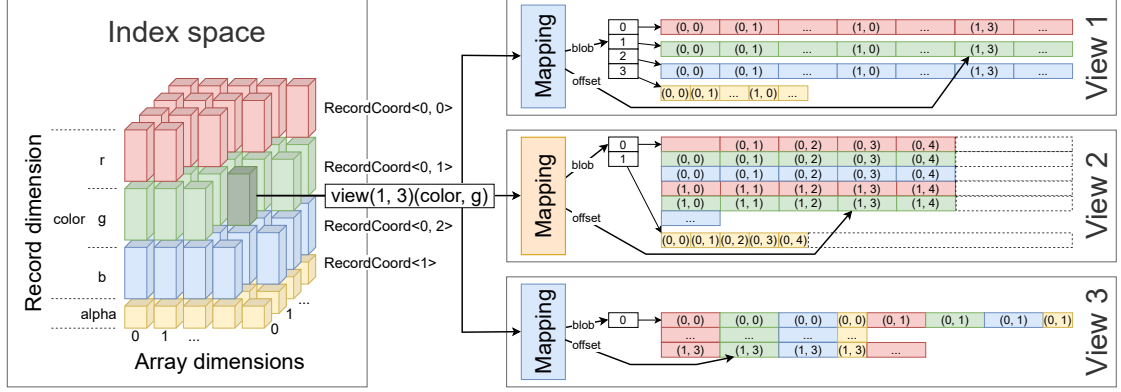 Index space
Record dimension
color
r
g
b
alpha
0 1 ...
0 1 ...
Array dimensions
RecordCoord<0, 0>
RecordCoord<0, 1>
view(1, 3)(color, g)
RecordCoord<0, 2>
RecordCoord<1>
Mapping
blob
offset
0
1
2
3
(0, 0) (0, 1) ... (1, 0) ... (1, 3) ...
(0, 0) (0, 1) ... (1, 0) ... (1, 3) ...
(0, 0) (0, 1) ... (1, 0) ... (1, 3) ...
(0, 0) (0, 1) ... (1, 0) ...
View 1
Mapping
blob
offset
0
1
(0, 1) (0, 2) (0, 3) (0, 4)
(0, 0) (0, 1) (0, 2) (0, 3) (0, 4)
(0, 0) (0, 1) (0, 2) (0, 3) (0, 4)
(1, 0) (1, 1) (1, 2) (1, 3) (1, 4)
(1, 0) (1, 1) (1, 2) (1, 3) (1, 4)
...
(0, 0) (0, 1) (0, 2) (0, 3) (0, 4)
View 2
Mapping
blob
offset
0
(0, 0) (0, 0) (0, 0) (0, 0) (0, 1) (0, 1) (0, 1) (0, 1)
... ... ... ...
(1, 3) (1, 3) (1, 3) (1, 3) ...
View 3